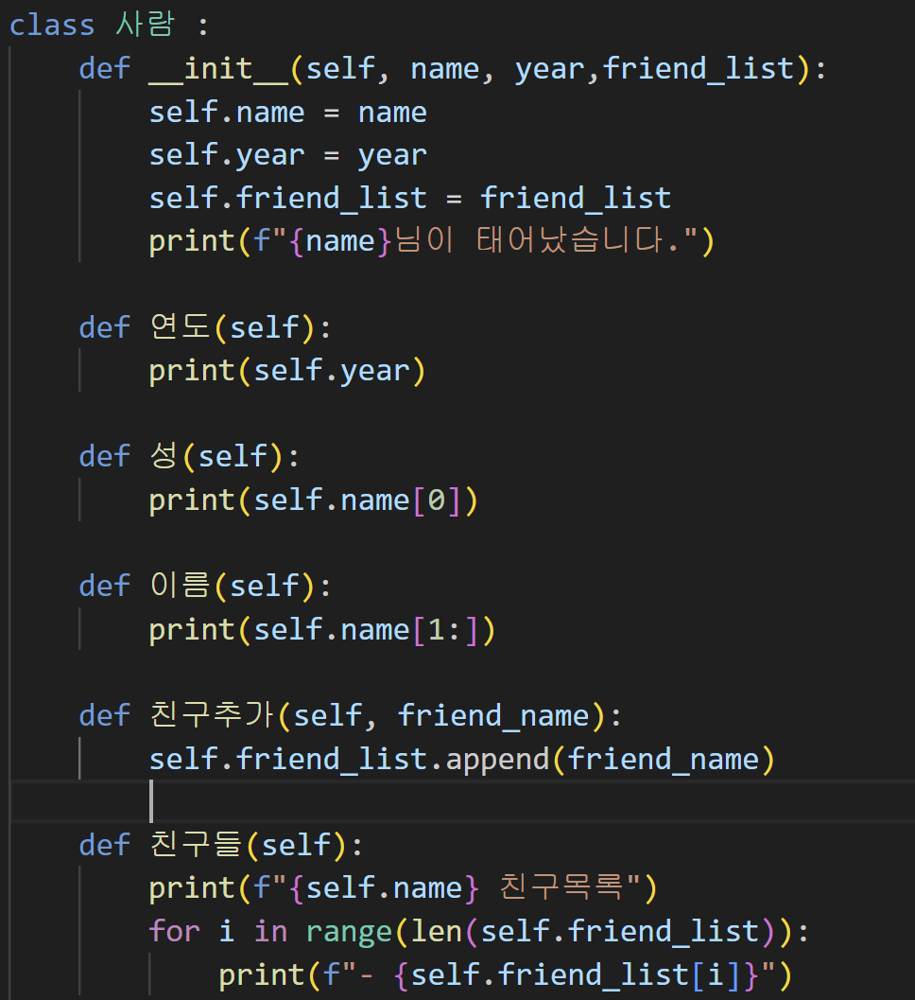 class 사람 :
    def __init__(self, name, year,friend_list):
        self.name = name
        self.year = year
        self.friend_list = friend_list
        print(f"{name}님이 태어났습니다.")
    def 연도(self):
        print(self.year)
    def 성(self):
        print(self.name[0])
    def 이름(self):
        print(self.name[1:])
    def 친구추가(self, friend_name):
        self.friend_list.append(friend_name)
    def 친구들(self):
        print(f"{self.name} 친구목록")
        for i in range(len(self.friend_list)):
            print(f"- {self.friend_list[i]}")